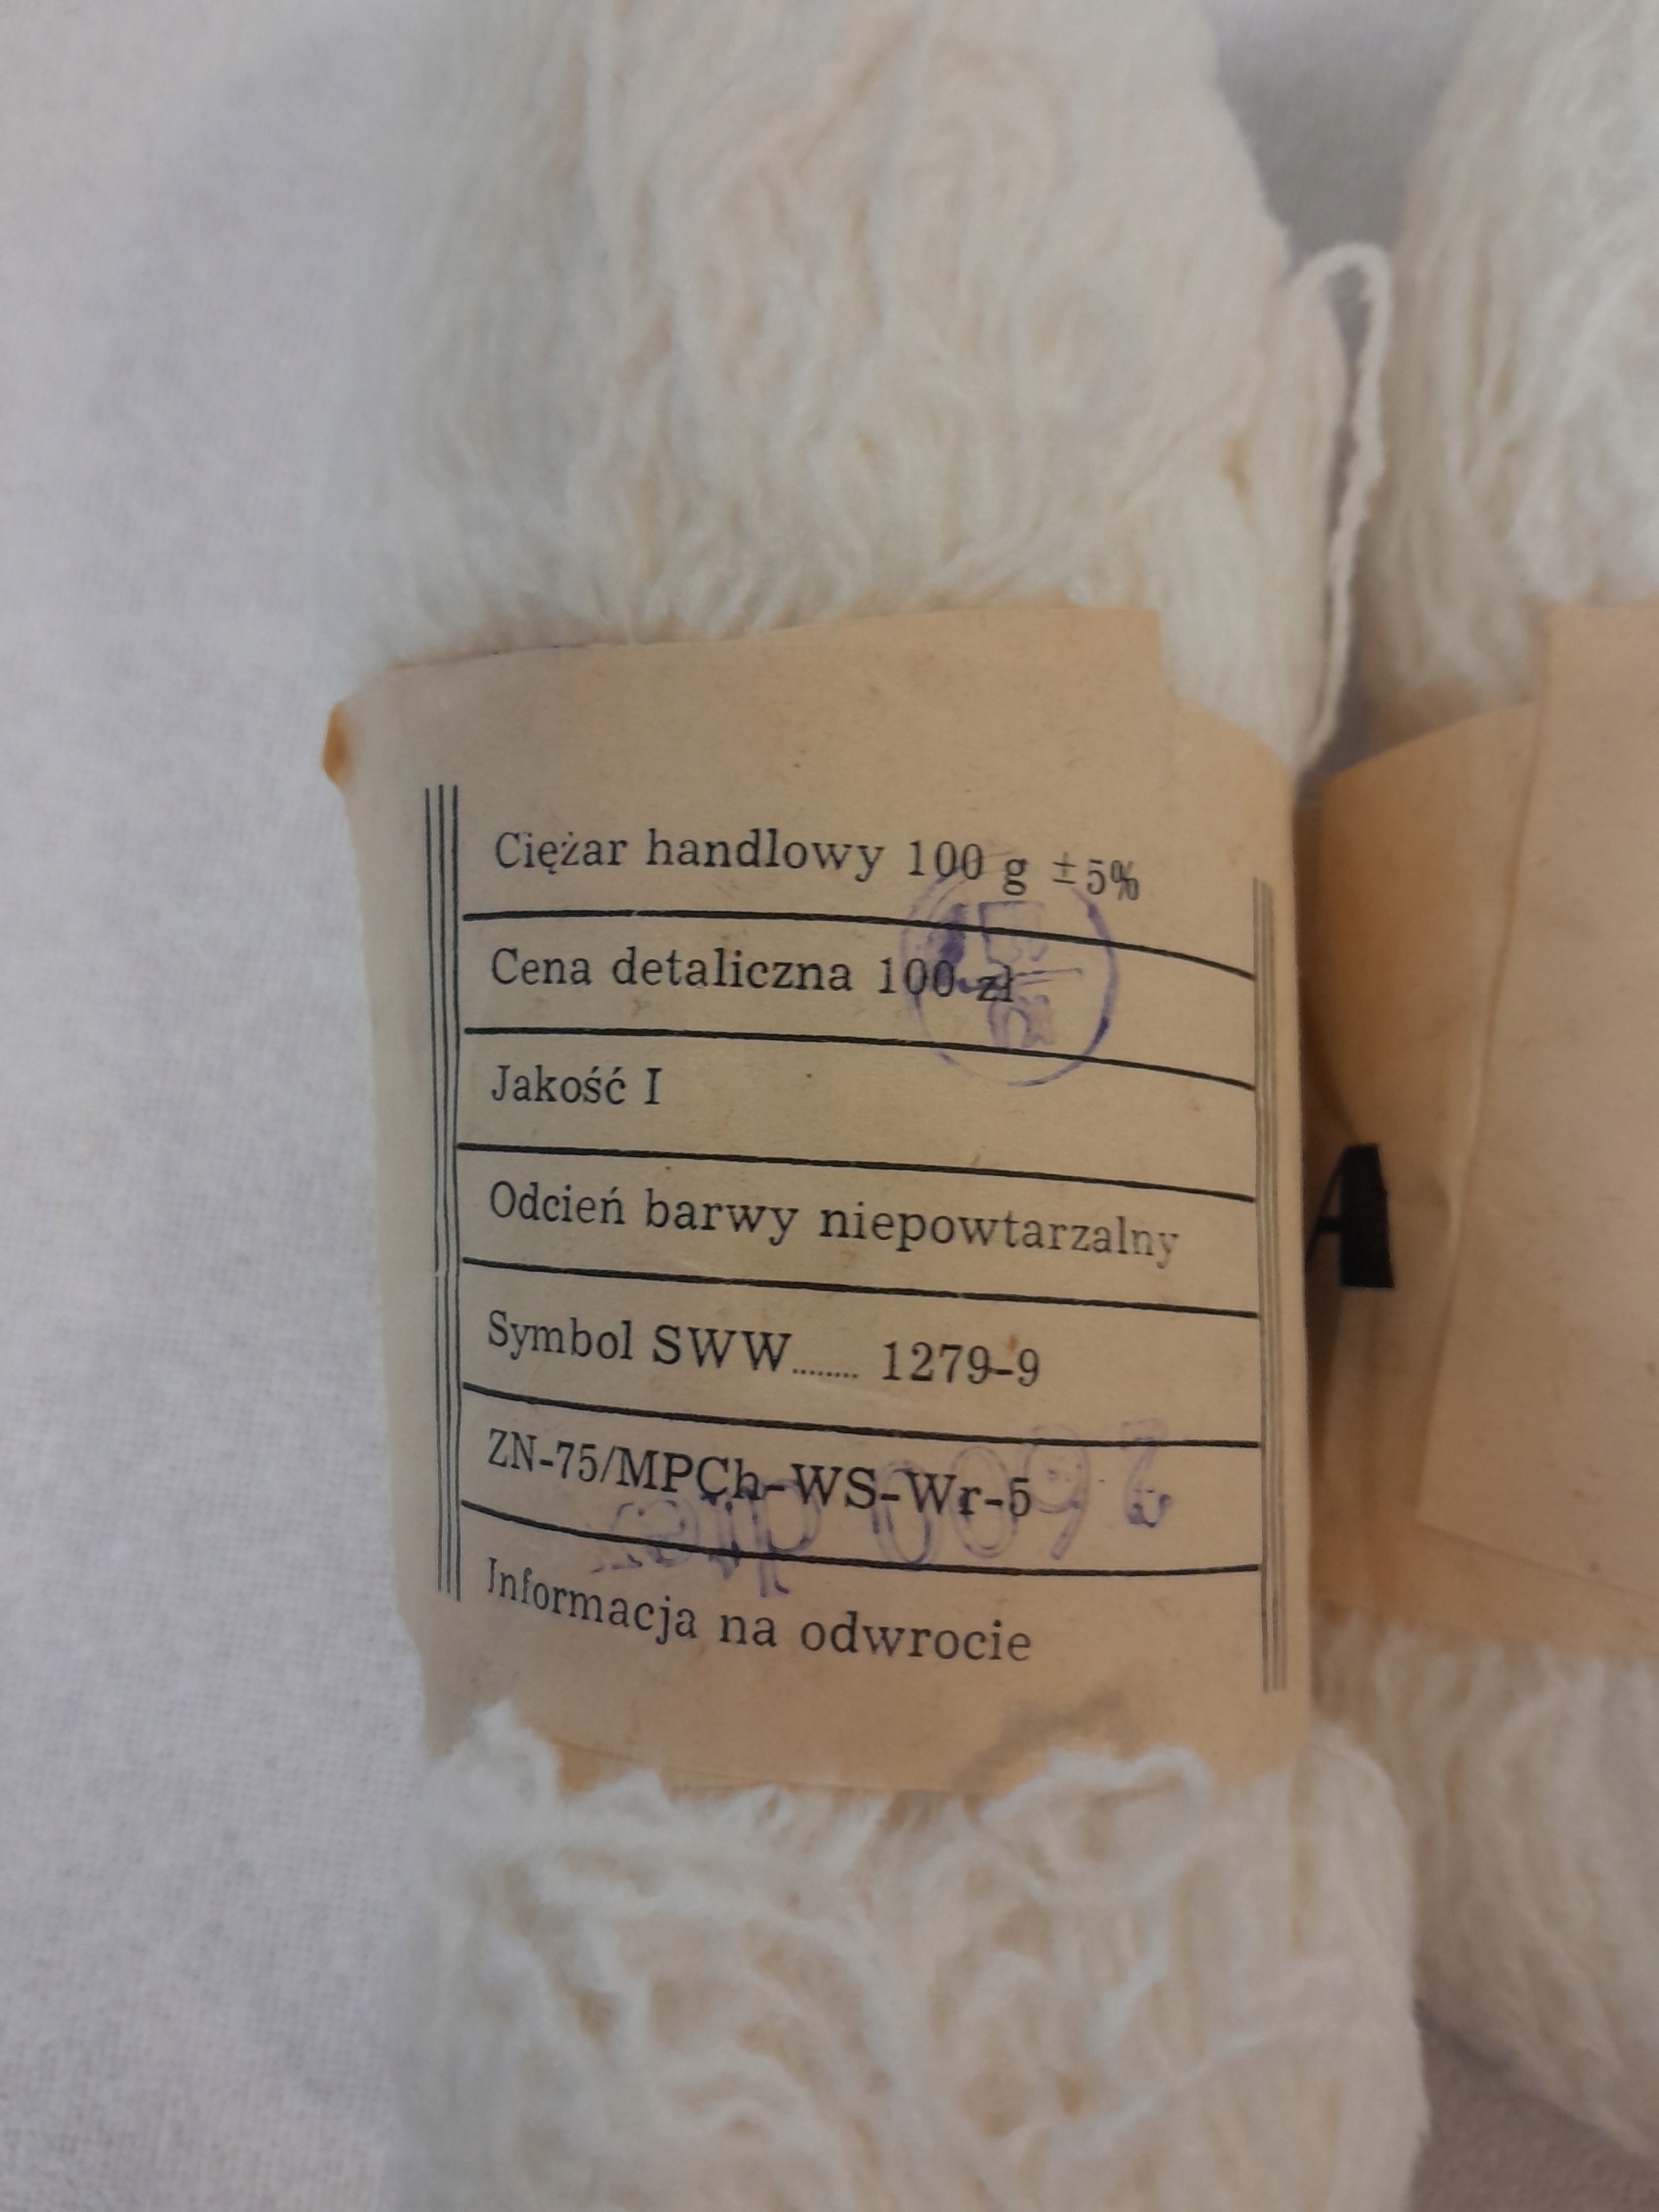 Ciężar handlowy 100 g ±5%
Cena detaliczna 100 zł
Jakość I
Odcień barwy niepowtarzalny
Symbol SWW........ 1279-9
ZN-75/MPCh-WS-Wr-5
Informacja na odwrocie